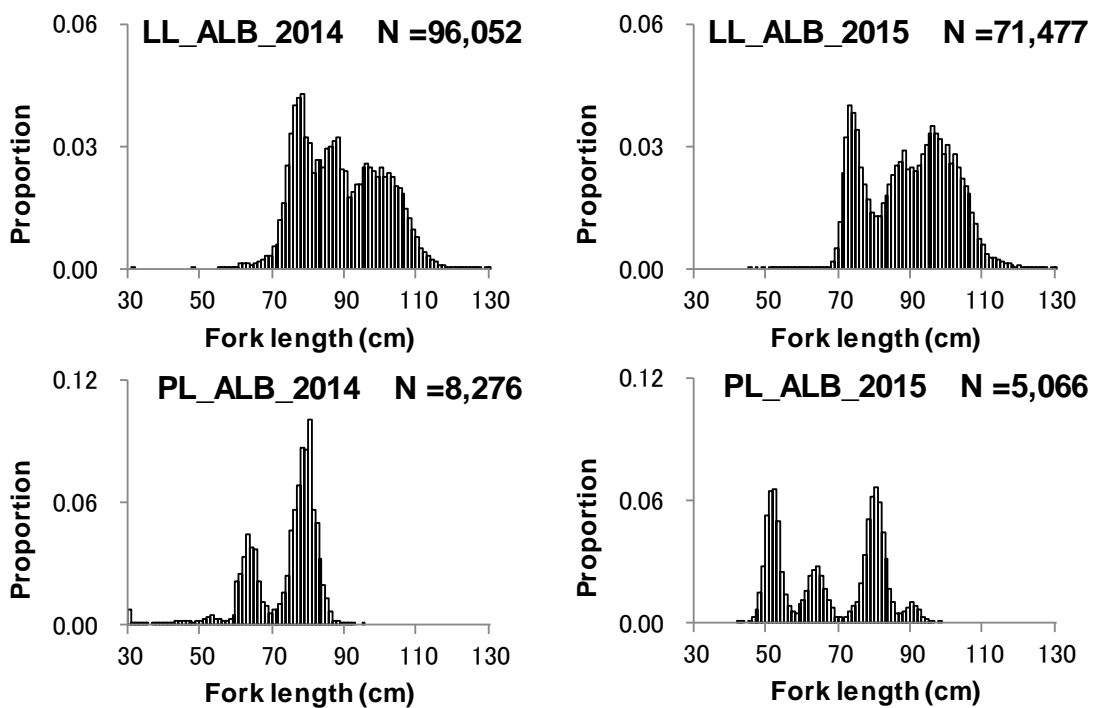 LL_ALB_2014 N =96,052
0.06
0.03
0.00
Proportion
30 50 70 90 110 130
Fork length (cm)
LL_ALB_2015 N =71,477
0.06
0.03
0.00
Proportion
30 50 70 90 110 130
Fork length (cm)
PL_ALB_2014 N =8,276
0.12
0.06
0.00
Proportion
30 50 70 90 110 130
Fork length (cm)
PL_ALB_2015 N =5,066
0.12
0.06
0.00
Proportion
30 50 70 90 110 130
Fork length (cm)